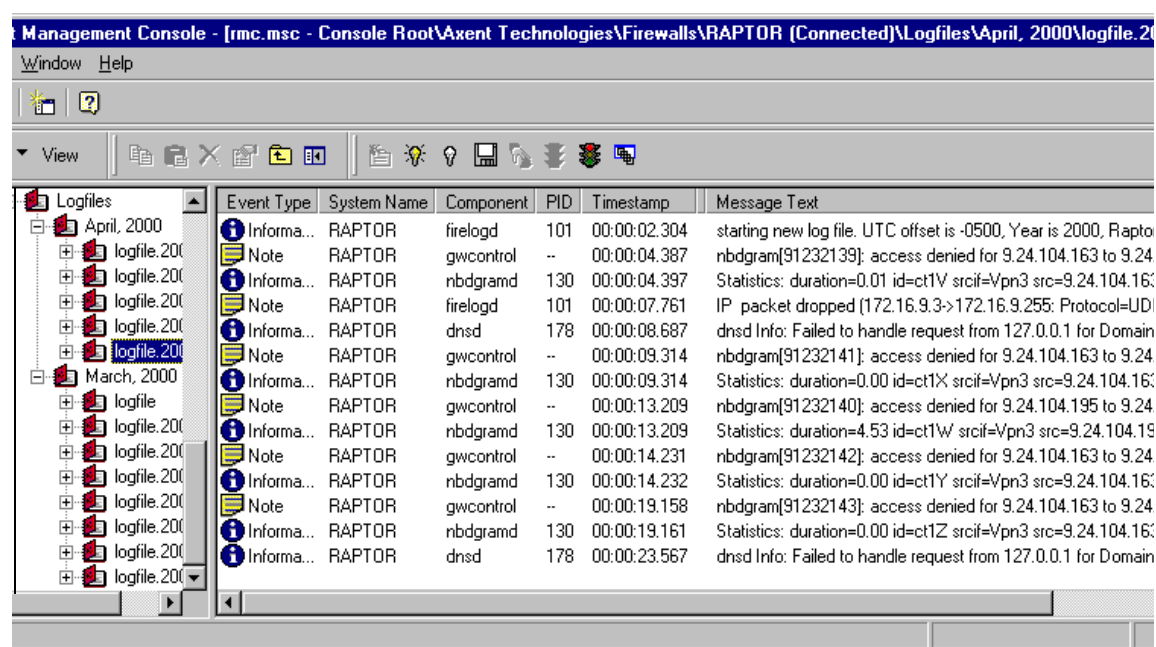 t Management Console - [rmc.msc - Console Root\Axent Technologies\Firewalls\RAPTOR (Connected)\Logfiles\April, 2000\logfile.20
Window Help
View
Logfiles
April, 2000
logfile.200
logfile.200
logfile.200
logfile.200
logfile.200
March, 2000
logfile
logfile.200
logfile.200
logfile.200
logfile.200
logfile.200
logfile.200
logfile.200
Event Type System Name Component PID Timestamp Message Text
Informa... RAPTOR firelogd 101 00:00:02.304 starting new log file. UTC offset is -0500, Year is 2000, Rapto
Note RAPTOR gwcontrol -- 00:00:04.387 nbdgram[91232139]: access denied for 9.24.104.163 to 9.24.
Informa... RAPTOR nbdgramd 130 00:00:04.397 Statistics: duration=0.01 id=ct1V srcif=Vpn3 src=9.24.104.163
Note RAPTOR firelogd 101 00:00:07.761 IP packet dropped (172.16.9.3->172.16.9.255: Protocol=UDI
Informa... RAPTOR dnsd 178 00:00:08.687 dnsd Info: Failed to handle request from 127.0.0.1 for Domain
Note RAPTOR gwcontrol -- 00:00:09.314 nbdgram[91232141]: access denied for 9.24.104.163 to 9.24.
Informa... RAPTOR nbdgramd 130 00:00:09.314 Statistics: duration=0.00 id=ct1X srcif=Vpn3 src=9.24.104.163
Note RAPTOR gwcontrol -- 00:00:13.209 nbdgram[91232140]: access denied for 9.24.104.195 to 9.24.
Informa... RAPTOR nbdgramd 130 00:00:13.209 Statistics: duration=4.53 id=ct1W srcif=Vpn3 src=9.24.104.19
Note RAPTOR gwcontrol -- 00:00:14.231 nbdgram[91232142]: access denied for 9.24.104.163 to 9.24.
Informa... RAPTOR nbdgramd 130 00:00:14.232 Statistics: duration=0.00 id=ct1Y srcif=Vpn3 src=9.24.104.163
Note RAPTOR gwcontrol -- 00:00:19.158 nbdgram[91232143]: access denied for 9.24.104.163 to 9.24.
Informa... RAPTOR nbdgramd 130 00:00:19.161 Statistics: duration=0.00 id=ct1Z srcif=Vpn3 src=9.24.104.163
Informa... RAPTOR dnsd 178 00:00:23.567 dnsd Info: Failed to handle request from 127.0.0.1 for Domain